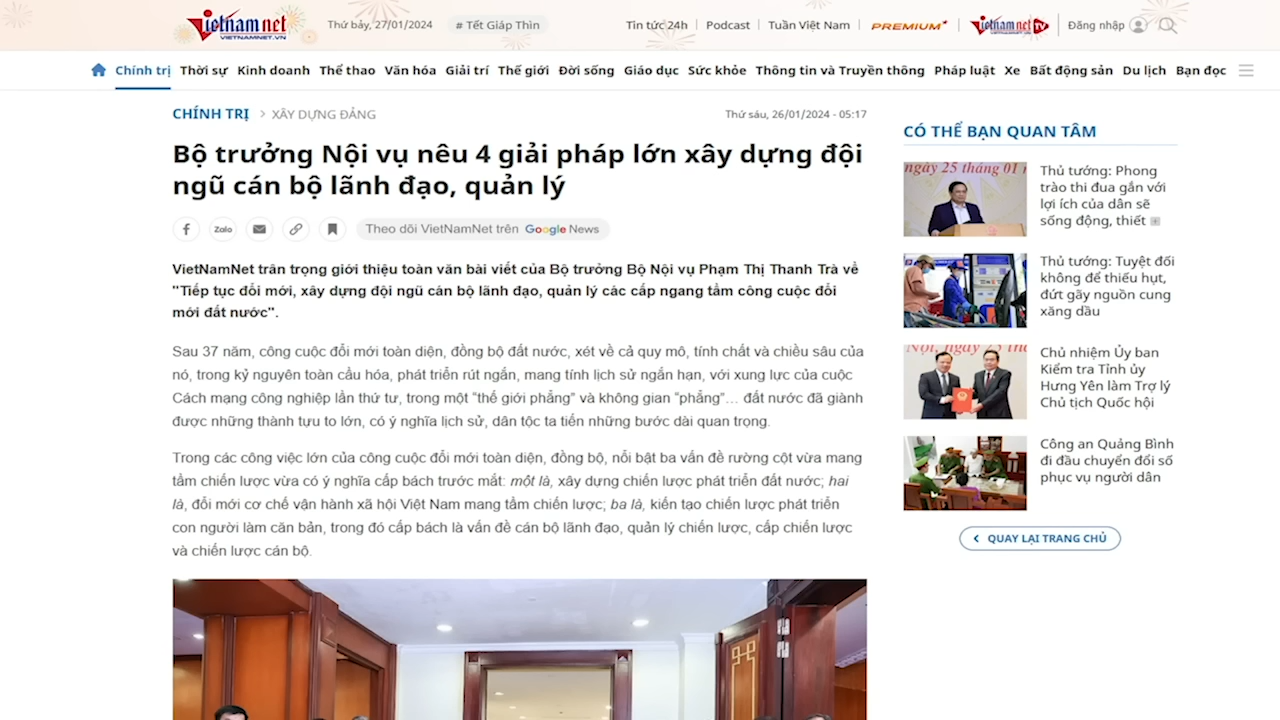 Vietnam net
VIETNAMNET.VN
Thứ bảy, 27/01/2024
# Tết Giáp Thìn
Tin tức 24h
Podcast
Tuần Việt Nam
PREMIUM
Vietnam net TV
Đăng nhập
Chính trị Thời sự Kinh doanh Thể thao Văn hóa Giải trí Thế giới Đời sống Giáo dục Sức khỏe Thông tin và Truyền thông Pháp luật Xe Bất động sản Du lịch Bạn đọc
CHÍNH TRỊ > XÂY DỰNG ĐẢNG
Thứ sáu, 26/01/2024 - 05:17
Bộ trưởng Nội vụ nêu 4 giải pháp lớn xây dựng đội
ngũ cán bộ lãnh đạo, quản lý
Zalo
Theo dõi VietNamNet trên Google News
VietNamNet trân trọng giới thiệu toàn văn bài viết của Bộ trưởng Bộ Nội vụ Phạm Thị Thanh Trà về
"Tiếp tục đổi mới, xây dựng đội ngũ cán bộ lãnh đạo, quản lý các cấp ngang tầm công cuộc đổi
mới đất nước".
Sau 37 năm, công cuộc đổi mới toàn diện, đồng bộ đất nước, xét về cả quy mô, tính chất và chiều sâu của
nó, trong kỷ nguyên toàn cầu hóa, phát triển rút ngắn, mang tính lịch sử ngắn hạn, với xung lực của cuộc
Cách mạng công nghiệp lần thứ tư, trong một “thế giới phẳng” và không gian “phẳng”… đất nước đã giành
được những thành tựu to lớn, có ý nghĩa lịch sử, dân tộc ta tiến những bước dài quan trọng.
Trong các công việc lớn của công cuộc đổi mới toàn diện, đồng bộ, nổi bật ba vấn đề rường cột vừa mang
tầm chiến lược vừa có ý nghĩa cấp bách trước mắt: một là, xây dựng chiến lược phát triển đất nước; hai
là, đổi mới cơ chế vận hành xã hội Việt Nam mang tầm chiến lược; ba là, kiến tạo chiến lược phát triển
con người làm căn bản, trong đó cấp bách là vấn đề cán bộ lãnh đạo, quản lý chiến lược, cấp chiến lược
và chiến lược cán bộ.
CÓ THỂ BẠN QUAN TÂM
ngày 25 tháng 01
Thủ tướng: Phong
trào thi đua gắn với
lợi ích của dân sẽ
sống động, thiết
Thủ tướng: Tuyệt đối
không để thiếu hụt,
đứt gãy nguồn cung
xăng dầu
Nội, ngày 25
Chủ nhiệm Ủy ban
Kiểm tra Tỉnh ủy
Hưng Yên làm Trợ lý
Chủ tịch Quốc hội
Công an Quảng Bình
đi đầu chuyển đổi số
phục vụ người dân
QUAY LẠI TRANG CHỦ